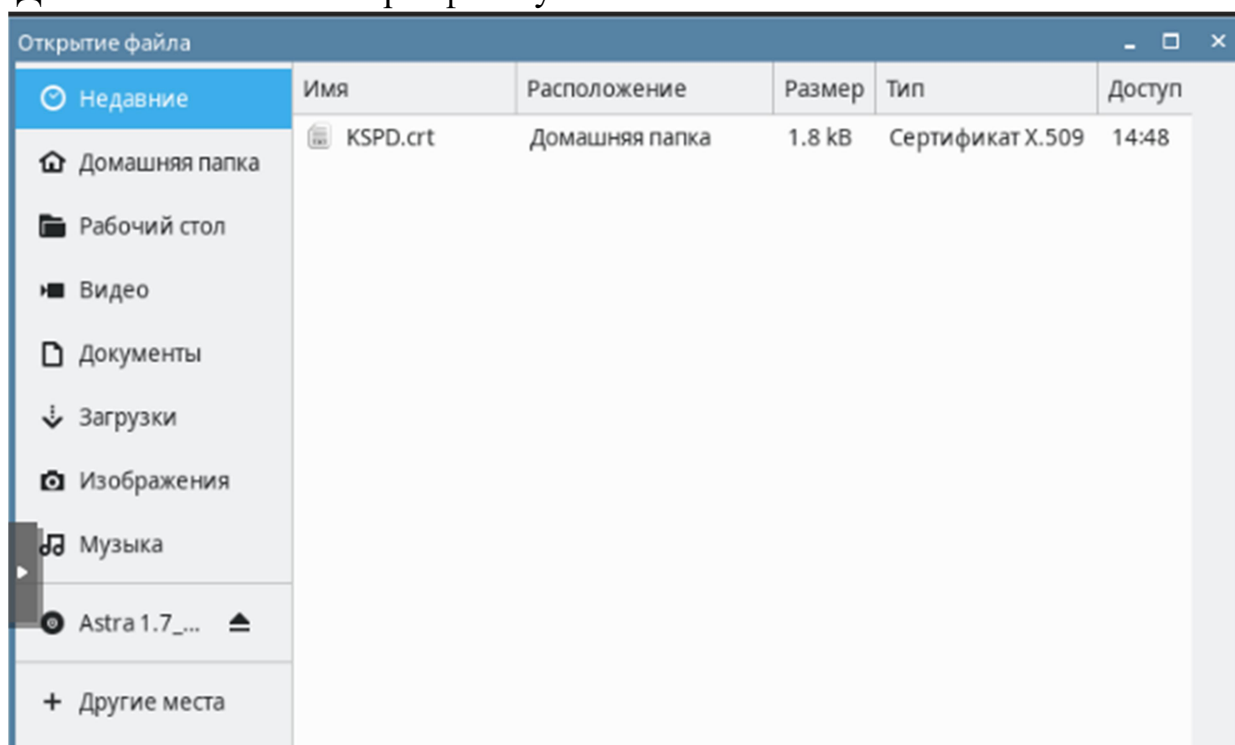 Открытие файла
Недавние
Имя Расположение Размер Тип Доступ
KSPD.crt Домашняя папка 1.8 kB Сертификат X.509 14:48
Домашняя папка
Рабочий стол
Видео
Документы
Загрузки
Изображения
Музыка
Astra 1.7_...
+ Другие места